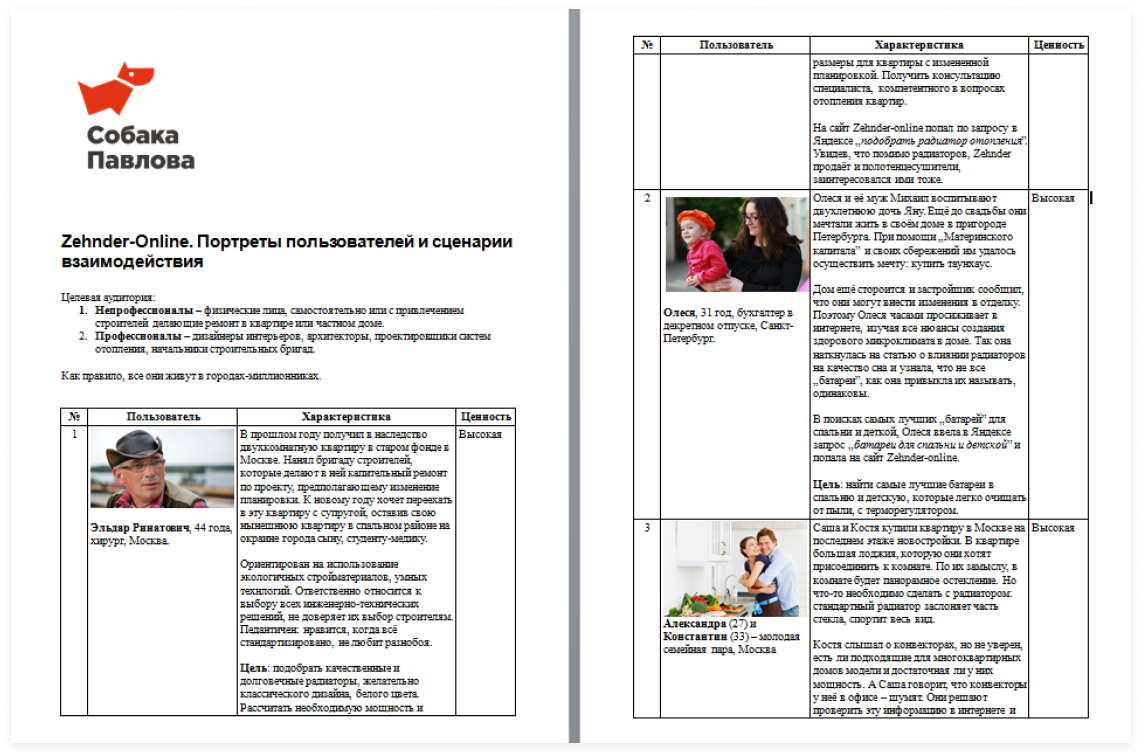 Собака
Павлова
Zehnder-Online. Портреты пользователей и сценарии
взаимодействия
Целевая аудитория:
1. Непрофессионалы – физические лица, самостоятельно или с привлечением
строителей делающие ремонт в квартире или частном доме.
2. Профессионалы – дизайнеры интерьеров, архитекторы, проектировщики систем
отопления, начальники строительных бригад.
Как правило, все они живут в городах-миллионниках.
№ Пользователь Характеристика Ценность
1
Эльдар Ринатович, 44 года,
хирург, Москва.
В прошлом году получил в наследство
двухкомнатную квартиру в старом фонде в
Москве. Нанял бригаду строителей,
которые делают в ней капительный ремонт
по проекту, предполагающему изменение
планировки. К новому году хочет переехать
в эту квартиру с супругой, оставив свою
нынешнюю квартиру в спальном районе на
окраине города сыну, студенту-медику.
Ориентирован на использование
экологичных стройматериалов, умных
технлогий. Ответственно относится к
выбору всех инженерно-технических
решений, не доверяет их выбор строителям.
Педантичен: нравится, когда всё
стандартизировано, не любит разнобоя.
Цель: подобрать качественные и
долговечные радиаторы, желательно
классического дизайна, белого цвета.
Рассчитать необходимую мощность и
Высокая
№ Пользователь Характеристика Ценность
размеры для квартиры с измененной
планировкой. Получить консультацию
специалиста, компетентного в вопросах
отопления квартир.
На сайт Zehnder-online попал по запросу в
Яндексе „подобрать радиатор отопления”.
Увидев, что помимо радиаторов, Zehnder
продаёт и полотенцесушители,
заинтересовался ими тоже.
2
Олеся, 31 год, бухгалтер в
декретном отпуске, Санкт-
Петербург.
Олеся и её муж Михаил воспитывают
двухлетнюю дочь Яну. Ещё до свадьбы они
мечтали жить в своём доме в пригороде
Петербурга. При помощи „Материнского
капитала” и своих сбережений им удалось
осуществить мечту: купить таунхаус.
Дом ещё стороится и застройщик сообщил,
что они могут внести изменения в отделку.
Поэтому Олеся часами просиживает в
интернете, изучая все нюансы создания
здорового микроклимата в доме. Так она
наткнулась на статью о влиянии радиаторов
на качество сна и узнала, что не все
„батареи”, как она привыкла их называть,
одинаковы.
В поисках самых лучших „батарей” для
спальни и деткой, Олеся ввела в Яндексе
запрос „батареи для спальни и детской” и
попала на сайт Zehnder-online.
Цель: найти самые лучшие батареи в
спальню и детскую, которые легко очищать
от пыли, с терморегулятором.
Высокая
3
Александра (27) и
Константин (33) – молодая
семейная пара, Москва
Саша и Костя купили квартиру в Москве на
последнем этаже новостройки. В квартире
большая лоджия, которую они хотят
присоединить к комнате. По их замыслу, в
комнате будет панорамное остекление. Но
что-то необходимо сделать с радиатором:
стандартный радиатор заслоняет часть
стекла, спортит весь вид.
Костя слышал о конвекторах, но не уверен,
есть ли подходящие для многоквартирных
домов модели и достаточная ли у них
мощность. А Саша говорит, что конвекторы
у неё в офисе – шумят. Они решают
проверить эту информацию в интернете и
Высокая